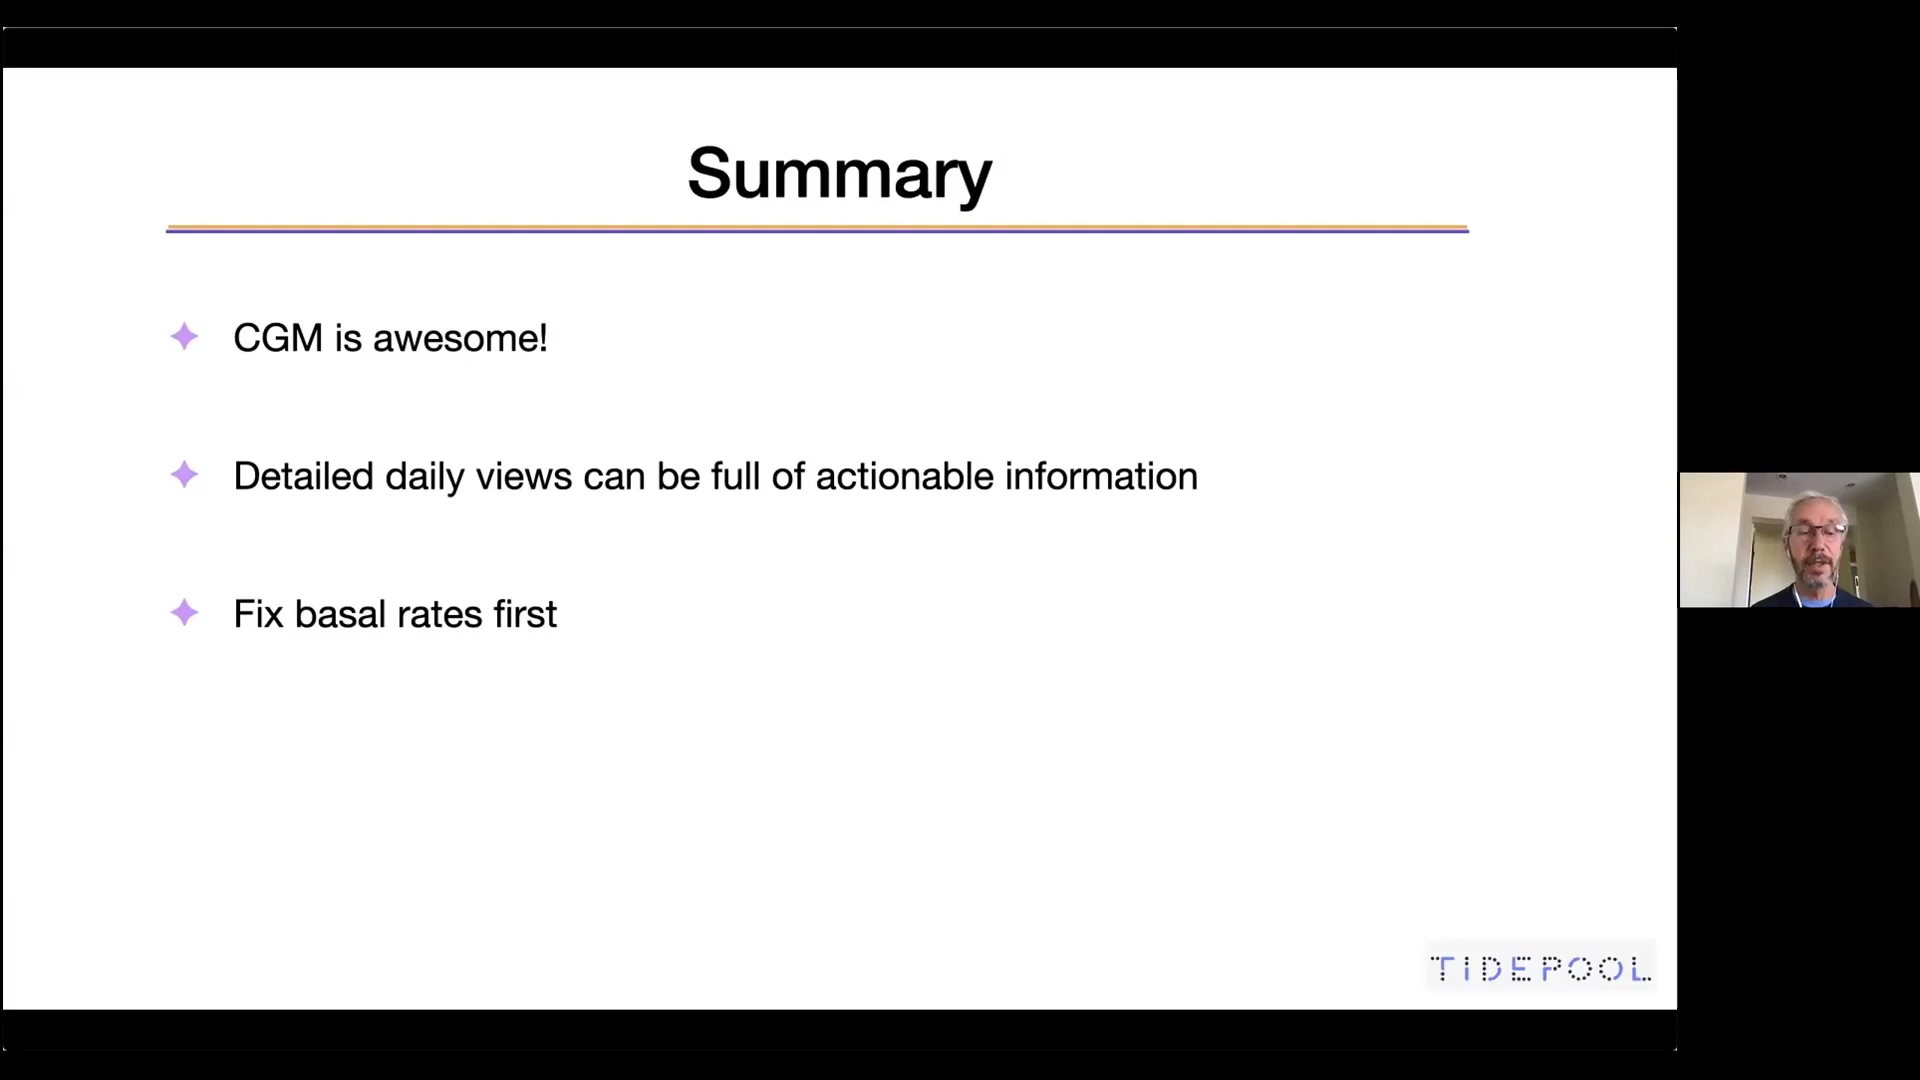 Summary
CGM is awesome!
Detailed daily views can be full of actionable information
Fix basal rates first
TIDEPOOL